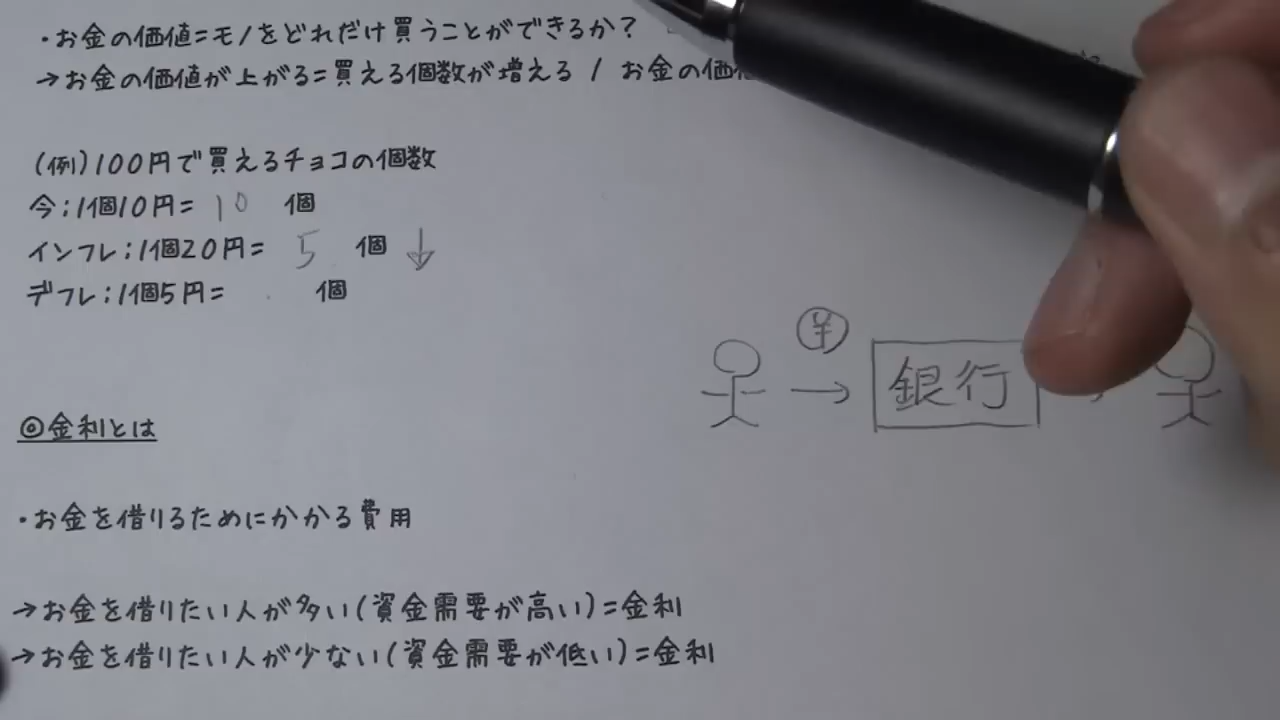 ・お金の価値=モノをどれだけ買うことができるか?
→お金の価値が上がる=買える個数が増える / お金の価値
(例)100円で買えるチョコの個数
今:1個10円= 10 個
インフレ:1個20円= 5 個 ↓
デフレ:1個5円= 個
¥
→ 銀行 →
◎金利とは
・お金を借りるためにかかる費用
→お金を借りたい人が多い(資金需要が高い)=金利
→お金を借りたい人が少ない(資金需要が低い)=金利